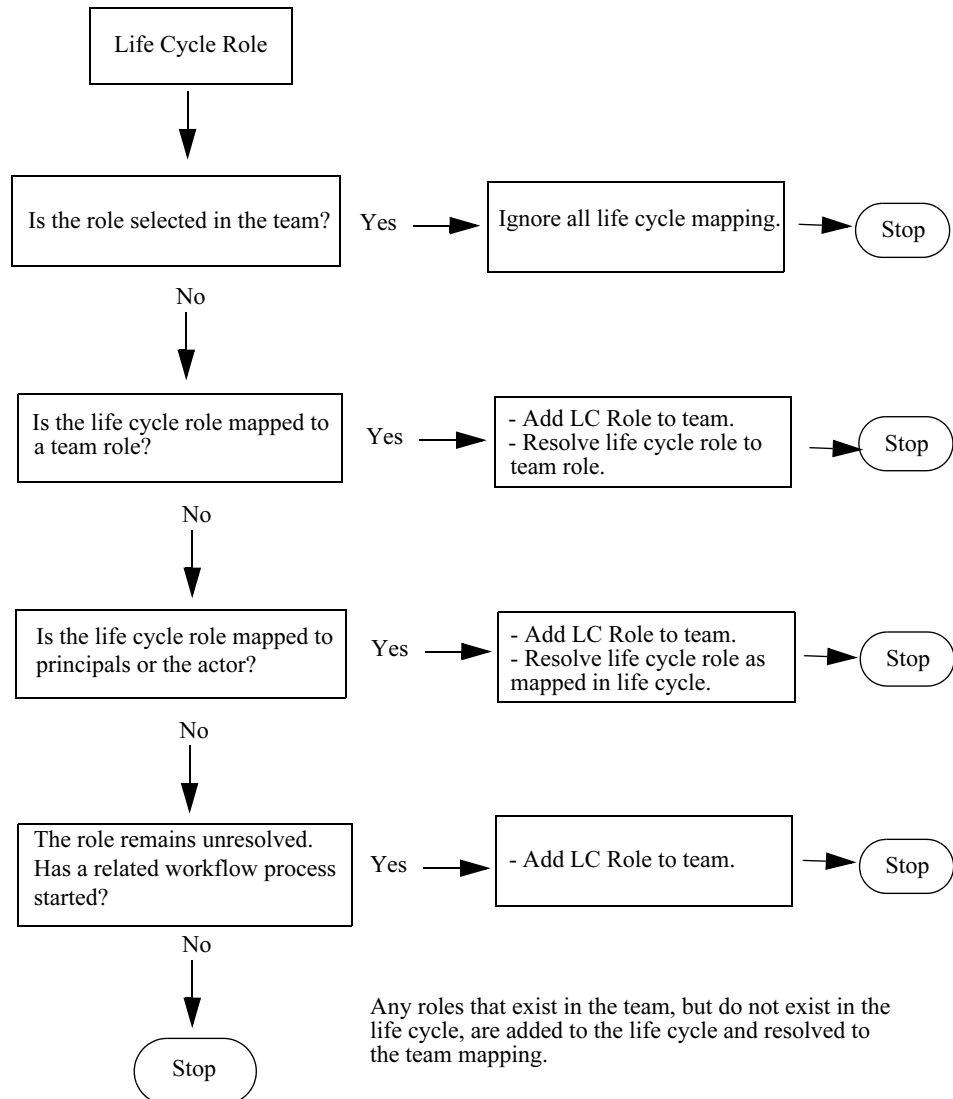 Life Cycle Role
Is the role selected in the team?
Yes
Ignore all life cycle mapping.
Stop
No
Is the life cycle role mapped to
a team role?
Yes
- Add LC Role to team.
- Resolve life cycle role to
team role.
Stop
No
Is the life cycle role mapped to
principals or the actor?
Yes
- Add LC Role to team.
- Resolve life cycle role as
mapped in life cycle.
Stop
No
The role remains unresolved.
Has a related workflow process
started?
Yes
- Add LC Role to team.
Stop
No
Stop
Any roles that exist in the team, but do not exist in the
life cycle, are added to the life cycle and resolved to
the team mapping.